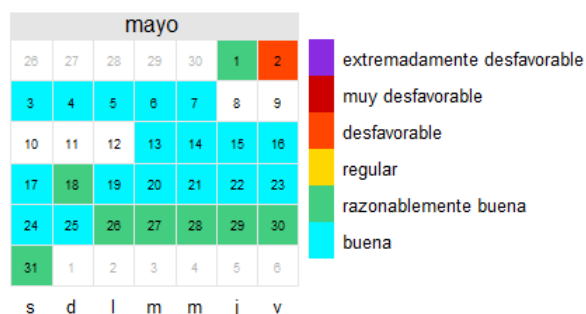 mayo
26 27 28 29 30 1 2
3 4 5 6 7 8 9
10 11 12 13 14 15 16
17 18 19 20 21 22 23
24 25 26 27 28 29 30
31 1 2 3 4 5 6
s d l m m j v
extremadamente desfavorable
muy desfavorable
desfavorable
regular
razonablemente buena
buena